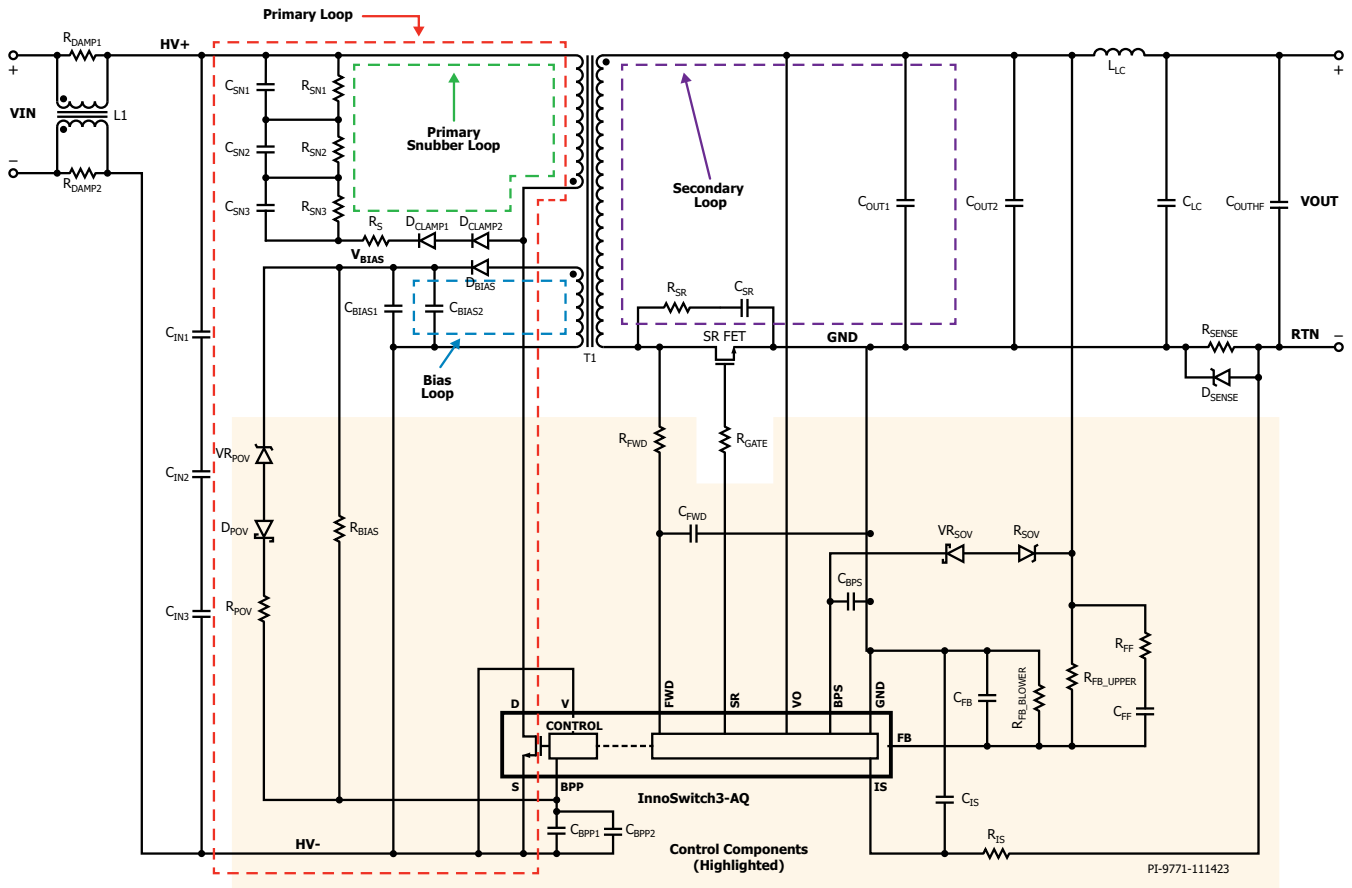 Primary Loop
R_DAMP1
HV+
L_LC
+
+
C_SN1
R_SN1
VIN
L1
Primary
Snubber Loop
C_SN2
R_SN2
−
R_DAMP2
Secondary
Loop
C_SN3
R_SN3
C_OUT1
C_OUT2
C_LC
C_OUTHF
VOUT
R_S
D_CLAMP1
D_CLAMP2
V_BIAS
D_BIAS
R_SR
C_SR
C_BIAS1
C_BIAS2
C_IN1
SR FET
GND
R_SENSE
RTN
−
T1
Bias
Loop
D_SENSE
R_FWD
R_GATE
VR_POV
C_IN2
C_FWD
D_POV
R_BIAS
VR_SOV
R_SOV
C_BPS
C_IN3
R_POV
R_FF
R_FB_UPPER
C_FB
R_FB_BLOWER
C_FF
D
V
FWD
SR
VO
BPS
GND
CONTROL
FB
S
BPP
IS
InnoSwitch3-AQ
C_IS
C_BPP1
C_BPP2
R_IS
HV-
Control Components
(Highlighted)
PI-9771-111423